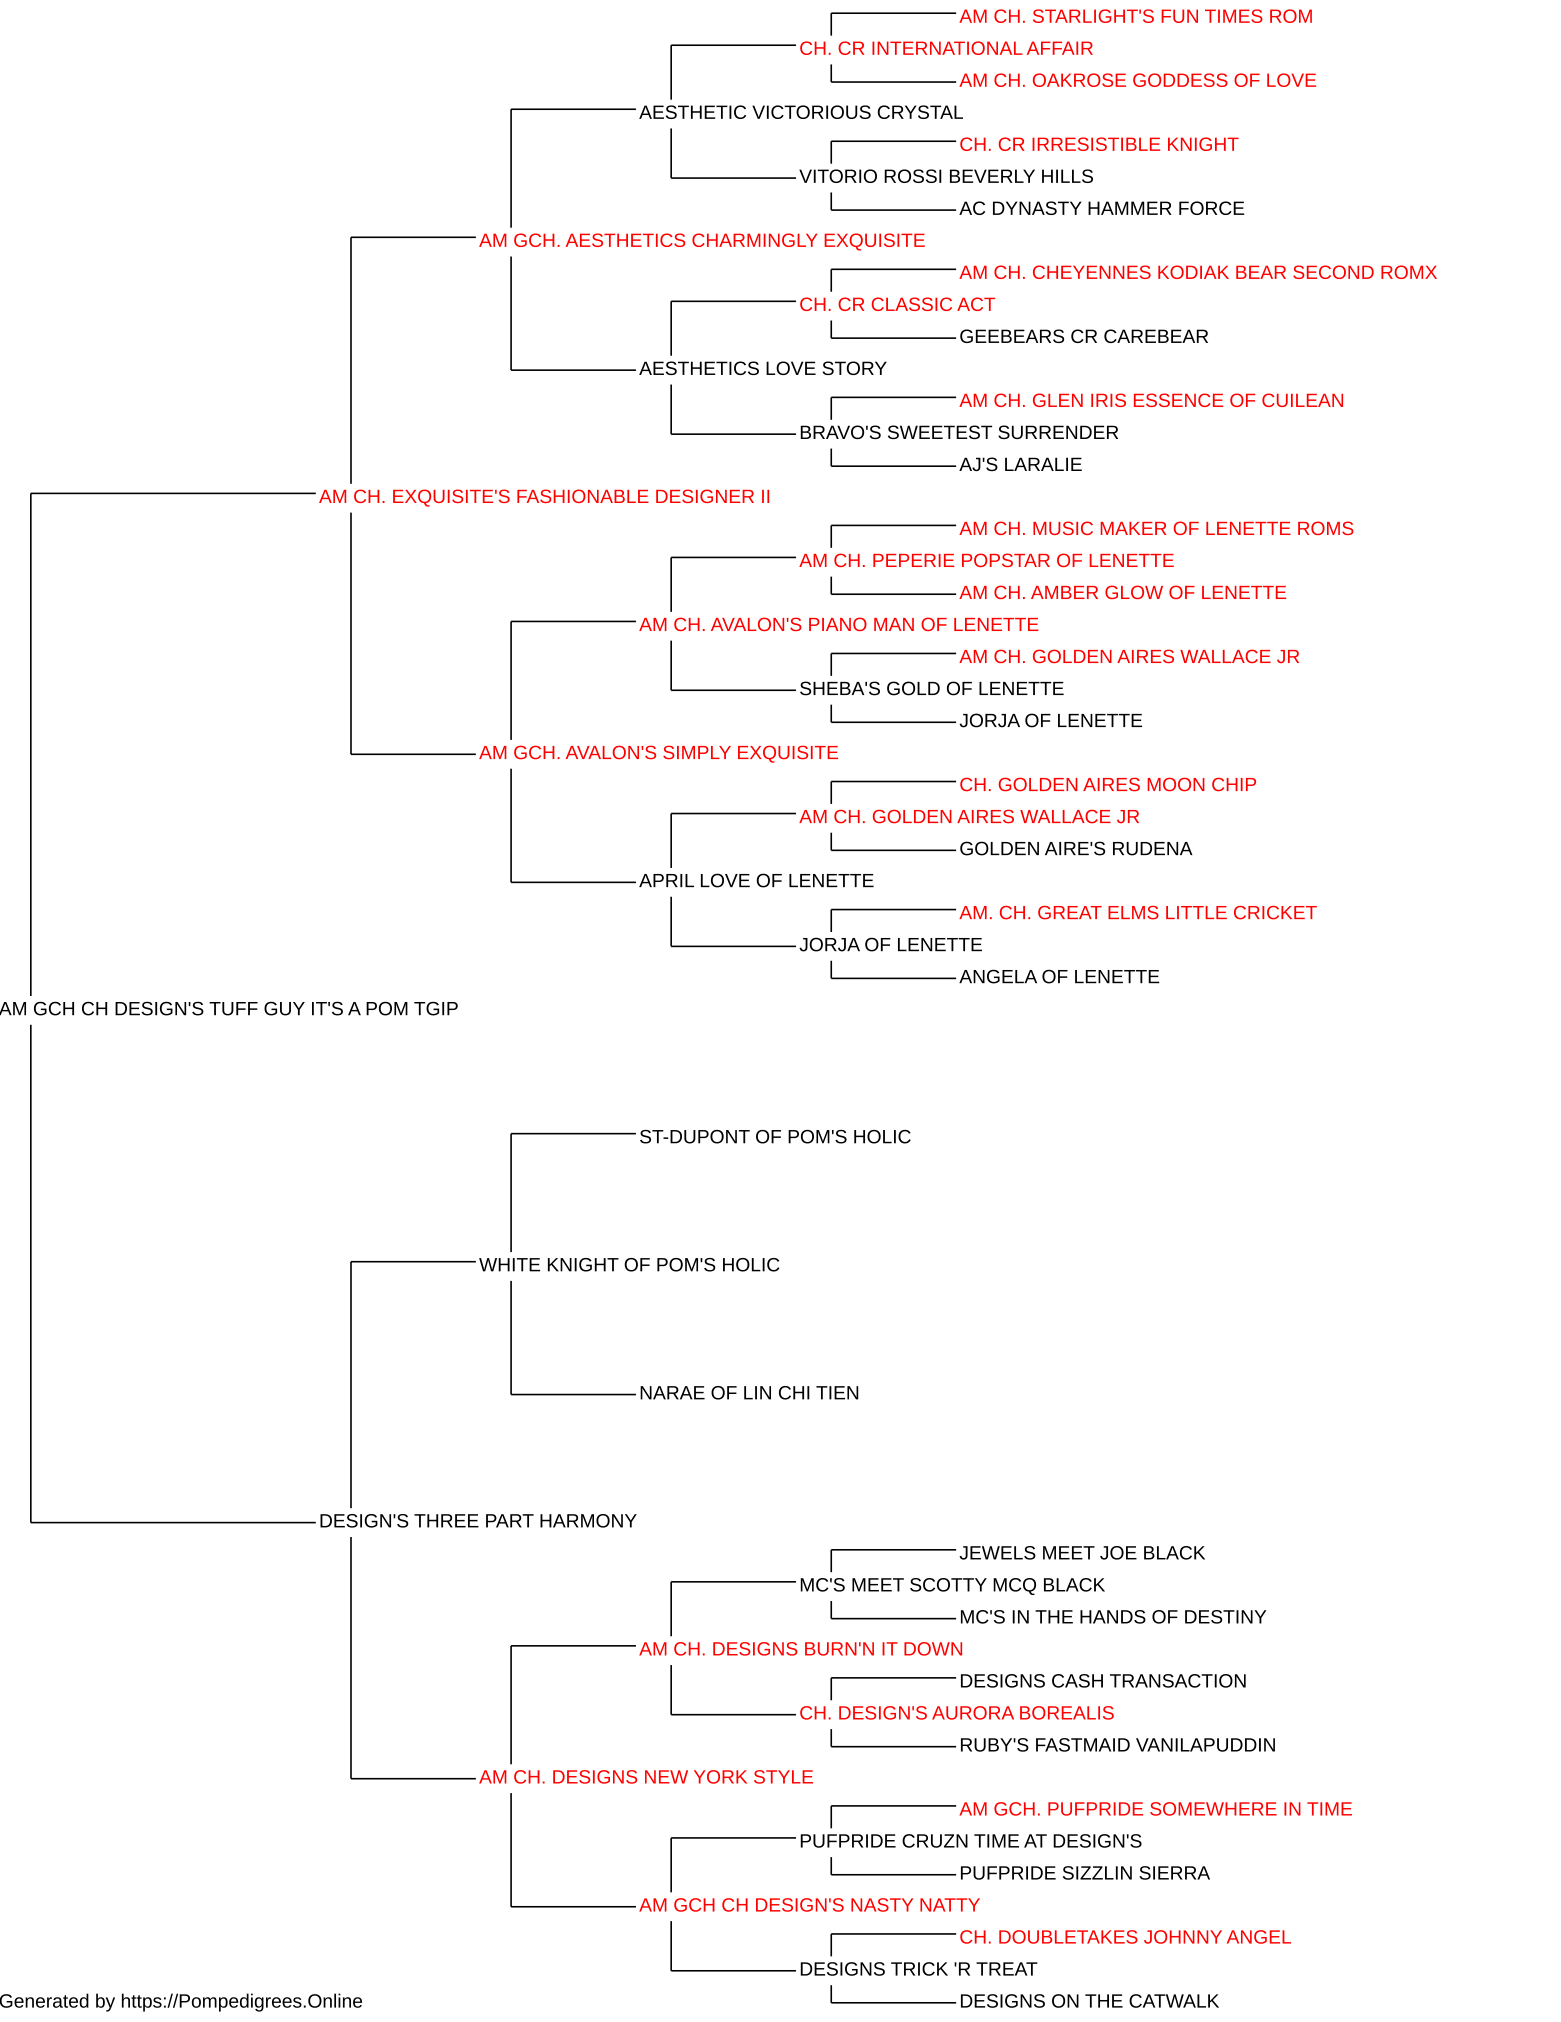 AM CH. STARLIGHT'S FUN TIMES ROM
CH. CR INTERNATIONAL AFFAIR
AM CH. OAKROSE GODDESS OF LOVE
AESTHETIC VICTORIOUS CRYSTAL
CH. CR IRRESISTIBLE KNIGHT
VITORIO ROSSI BEVERLY HILLS
AC DYNASTY HAMMER FORCE
AM GCH. AESTHETICS CHARMINGLY EXQUISITE
AM CH. CHEYENNES KODIAK BEAR SECOND ROMX
CH. CR CLASSIC ACT
GEEBEARS CR CAREBEAR
AESTHETICS LOVE STORY
AM CH. GLEN IRIS ESSENCE OF CUILEAN
BRAVO'S SWEETEST SURRENDER
AJ'S LARALIE
AM CH. EXQUISITE'S FASHIONABLE DESIGNER II
AM CH. MUSIC MAKER OF LENETTE ROMS
AM CH. PEPERIE POPSTAR OF LENETTE
AM CH. AMBER GLOW OF LENETTE
AM CH. AVALON'S PIANO MAN OF LENETTE
AM CH. GOLDEN AIRES WALLACE JR
SHEBA'S GOLD OF LENETTE
JORJA OF LENETTE
AM GCH. AVALON'S SIMPLY EXQUISITE
CH. GOLDEN AIRES MOON CHIP
AM CH. GOLDEN AIRES WALLACE JR
GOLDEN AIRE'S RUDENA
APRIL LOVE OF LENETTE
AM. CH. GREAT ELMS LITTLE CRICKET
JORJA OF LENETTE
ANGELA OF LENETTE
AM GCH CH DESIGN'S TUFF GUY IT'S A POM TGIP
ST-DUPONT OF POM'S HOLIC
WHITE KNIGHT OF POM'S HOLIC
NARAE OF LIN CHI TIEN
DESIGN'S THREE PART HARMONY
JEWELS MEET JOE BLACK
MC'S MEET SCOTTY MCQ BLACK
MC'S IN THE HANDS OF DESTINY
AM CH. DESIGNS BURN'N IT DOWN
DESIGNS CASH TRANSACTION
CH. DESIGN'S AURORA BOREALIS
RUBY'S FASTMAID VANILAPUDDIN
AM CH. DESIGNS NEW YORK STYLE
AM GCH. PUFPRIDE SOMEWHERE IN TIME
PUFPRIDE CRUZN TIME AT DESIGN'S
PUFPRIDE SIZZLIN SIERRA
AM GCH CH DESIGN'S NASTY NATTY
CH. DOUBLETAKES JOHNNY ANGEL
DESIGNS TRICK 'R TREAT
DESIGNS ON THE CATWALK
Generated by https://Pompedigrees.Online